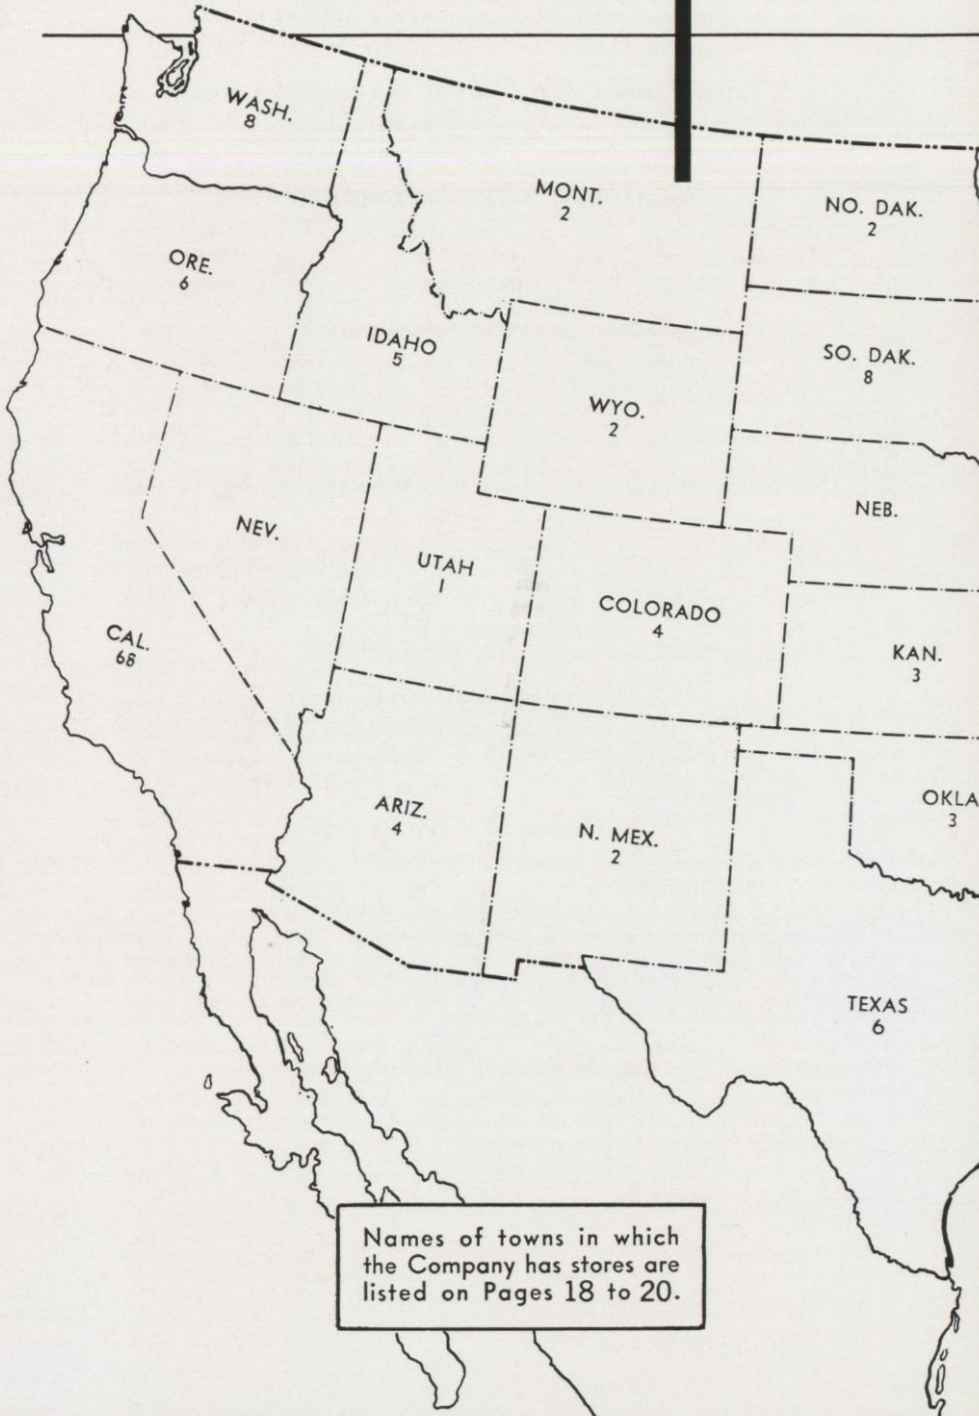 WASH.
8
MONT.
2
NO. DAK.
2
ORE.
6
IDAHO
5
SO. DAK.
8
WYO.
2
NEB.
NEV.
UTAH
1
COLORADO
4
CAL.
68
KAN.
3
ARIZ.
4
N. MEX.
2
OKLA
3
TEXAS
6
Names of towns in which
the Company has stores are
listed on Pages 18 to 20.